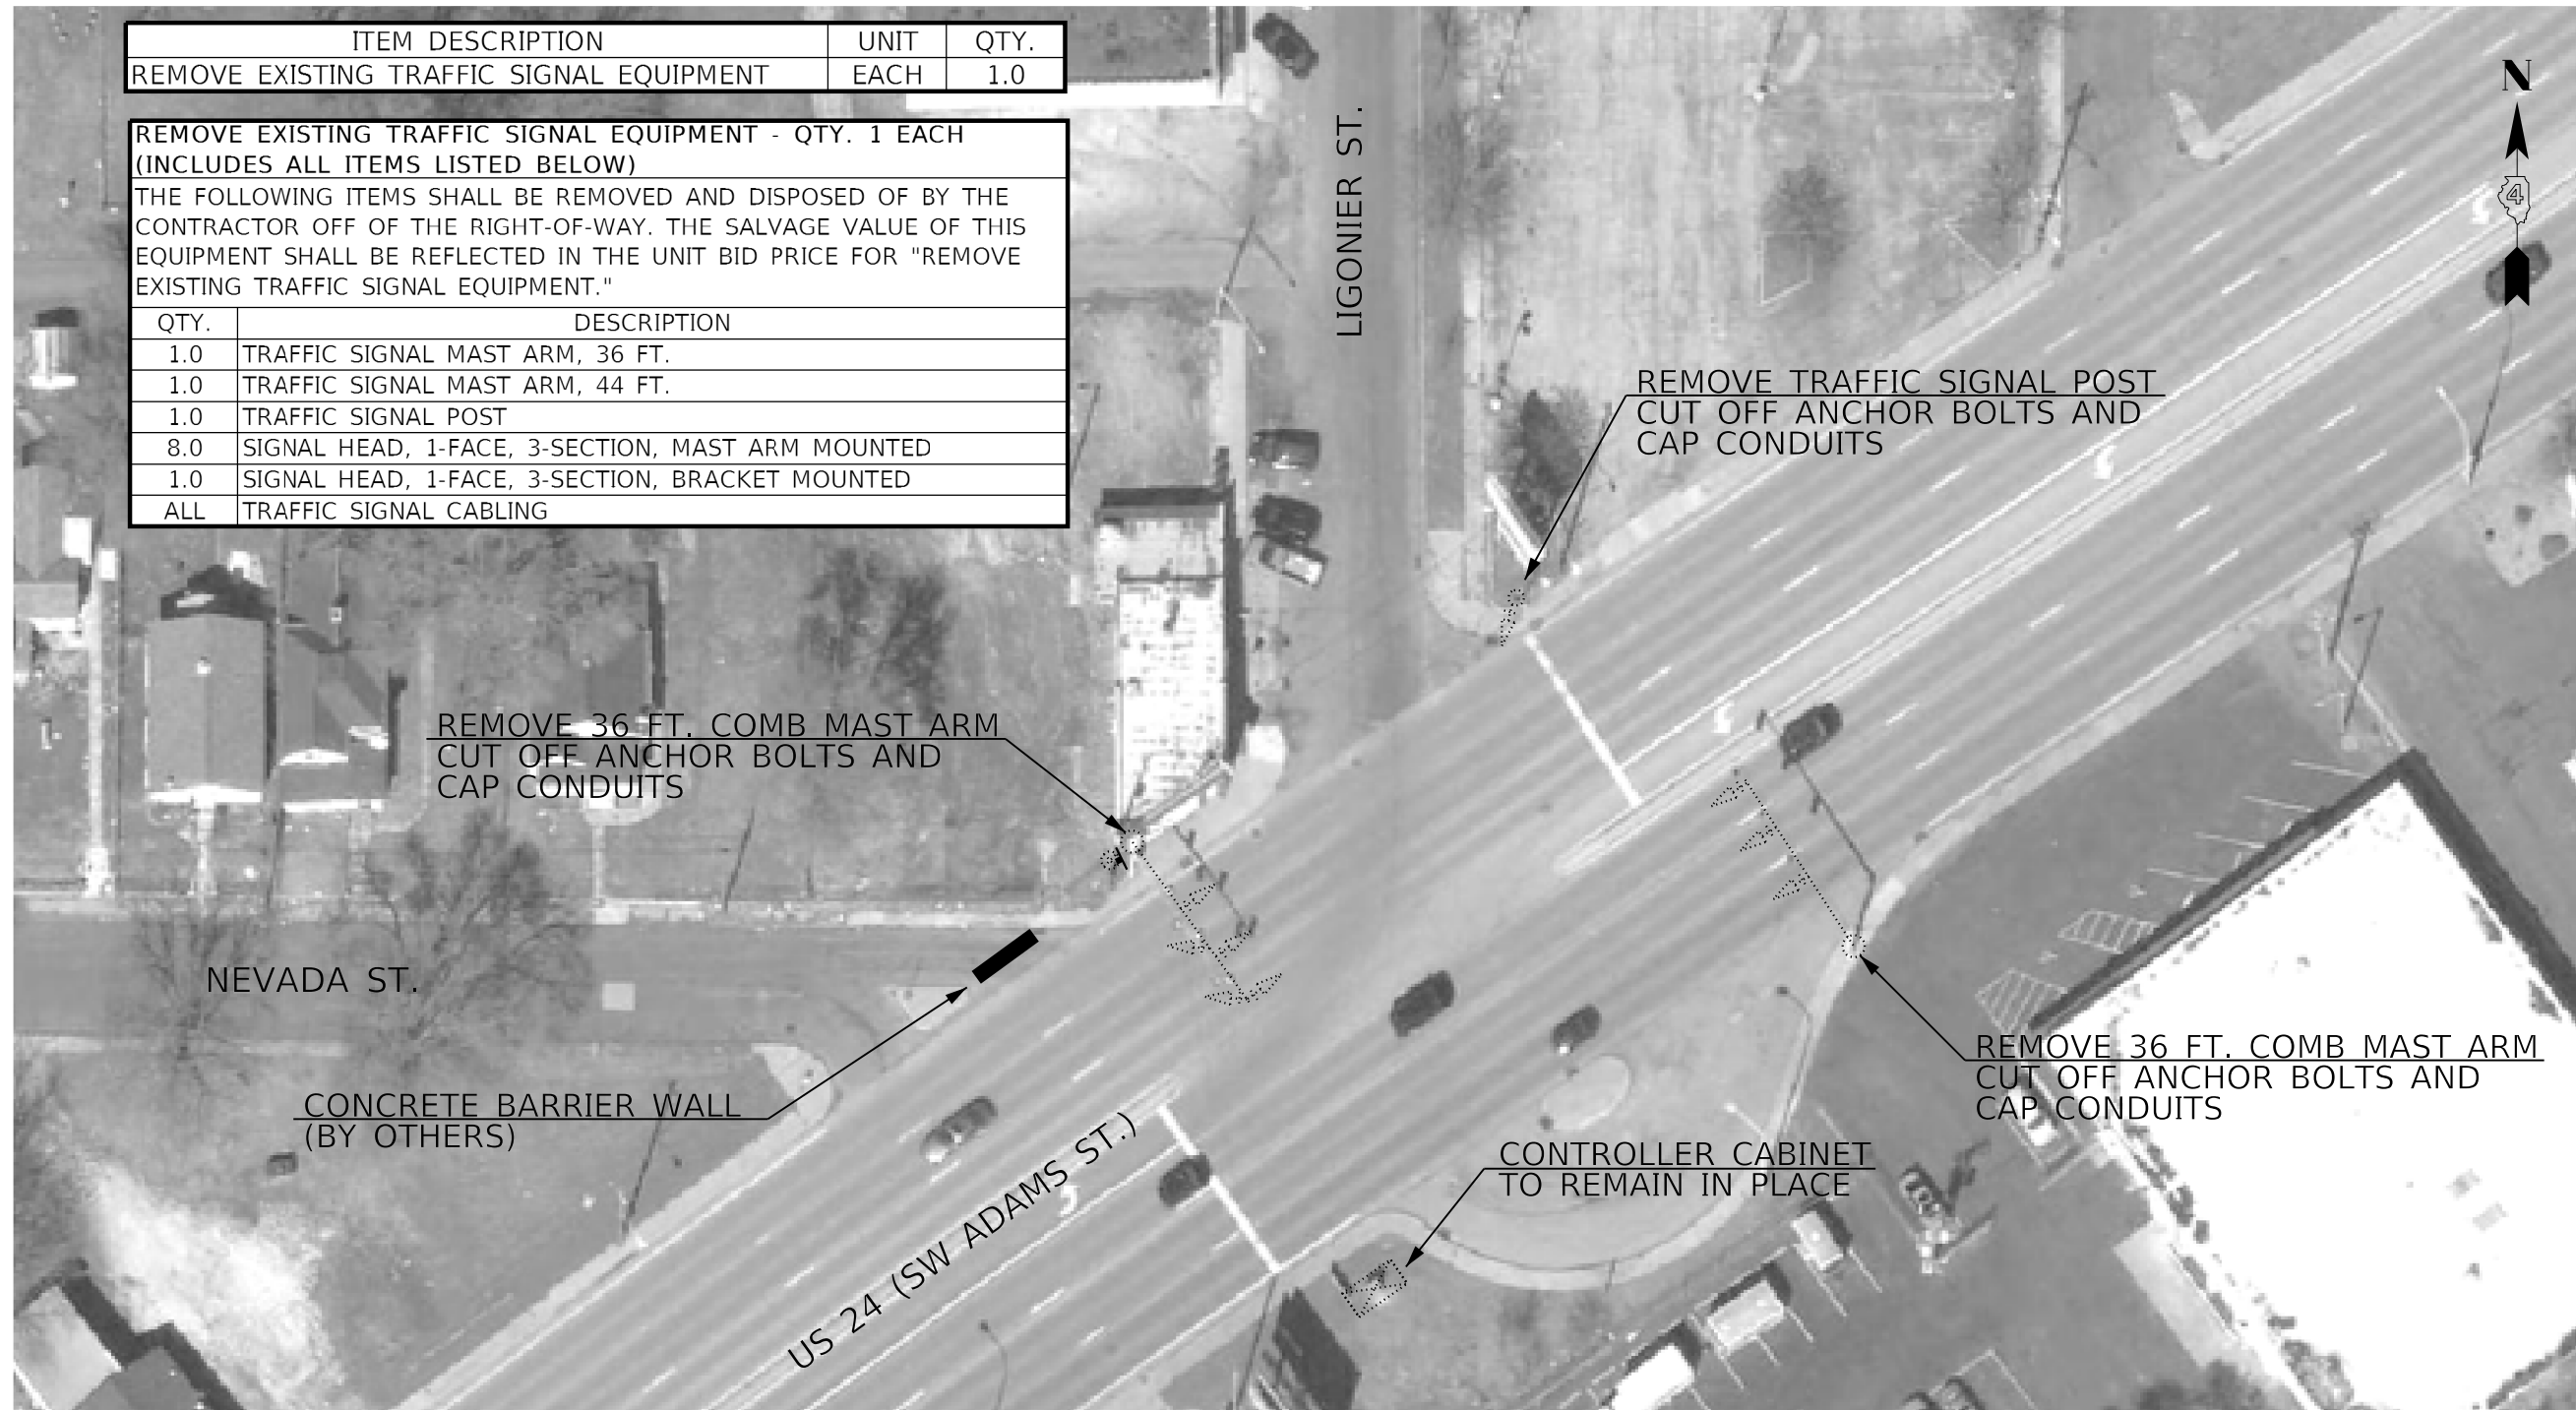 ITEM DESCRIPTION UNIT QTY.
REMOVE EXISTING TRAFFIC SIGNAL EQUIPMENT EACH 1.0
REMOVE EXISTING TRAFFIC SIGNAL EQUIPMENT - QTY. 1 EACH
(INCLUDES ALL ITEMS LISTED BELOW)
THE FOLLOWING ITEMS SHALL BE REMOVED AND DISPOSED OF BY THE
CONTRACTOR OFF OF THE RIGHT-OF-WAY. THE SALVAGE VALUE OF THIS
EQUIPMENT SHALL BE REFLECTED IN THE UNIT BID PRICE FOR "REMOVE
EXISTING TRAFFIC SIGNAL EQUIPMENT."
QTY. DESCRIPTION
1.0 TRAFFIC SIGNAL MAST ARM, 36 FT.
1.0 TRAFFIC SIGNAL MAST ARM, 44 FT.
1.0 TRAFFIC SIGNAL POST
8.0 SIGNAL HEAD, 1-FACE, 3-SECTION, MAST ARM MOUNTED
1.0 SIGNAL HEAD, 1-FACE, 3-SECTION, BRACKET MOUNTED
ALL TRAFFIC SIGNAL CABLING
LIGONIER ST.
N
4
REMOVE TRAFFIC SIGNAL POST
CUT OFF ANCHOR BOLTS AND
CAP CONDUITS
REMOVE 36 FT. COMB MAST ARM
CUT OFF ANCHOR BOLTS AND
CAP CONDUITS
NEVADA ST.
CONCRETE BARRIER WALL
(BY OTHERS)
US 24 (SW ADAMS ST.)
REMOVE 36 FT. COMB MAST ARM
CUT OFF ANCHOR BOLTS AND
CAP CONDUITS
CONTROLLER CABINET
TO REMAIN IN PLACE